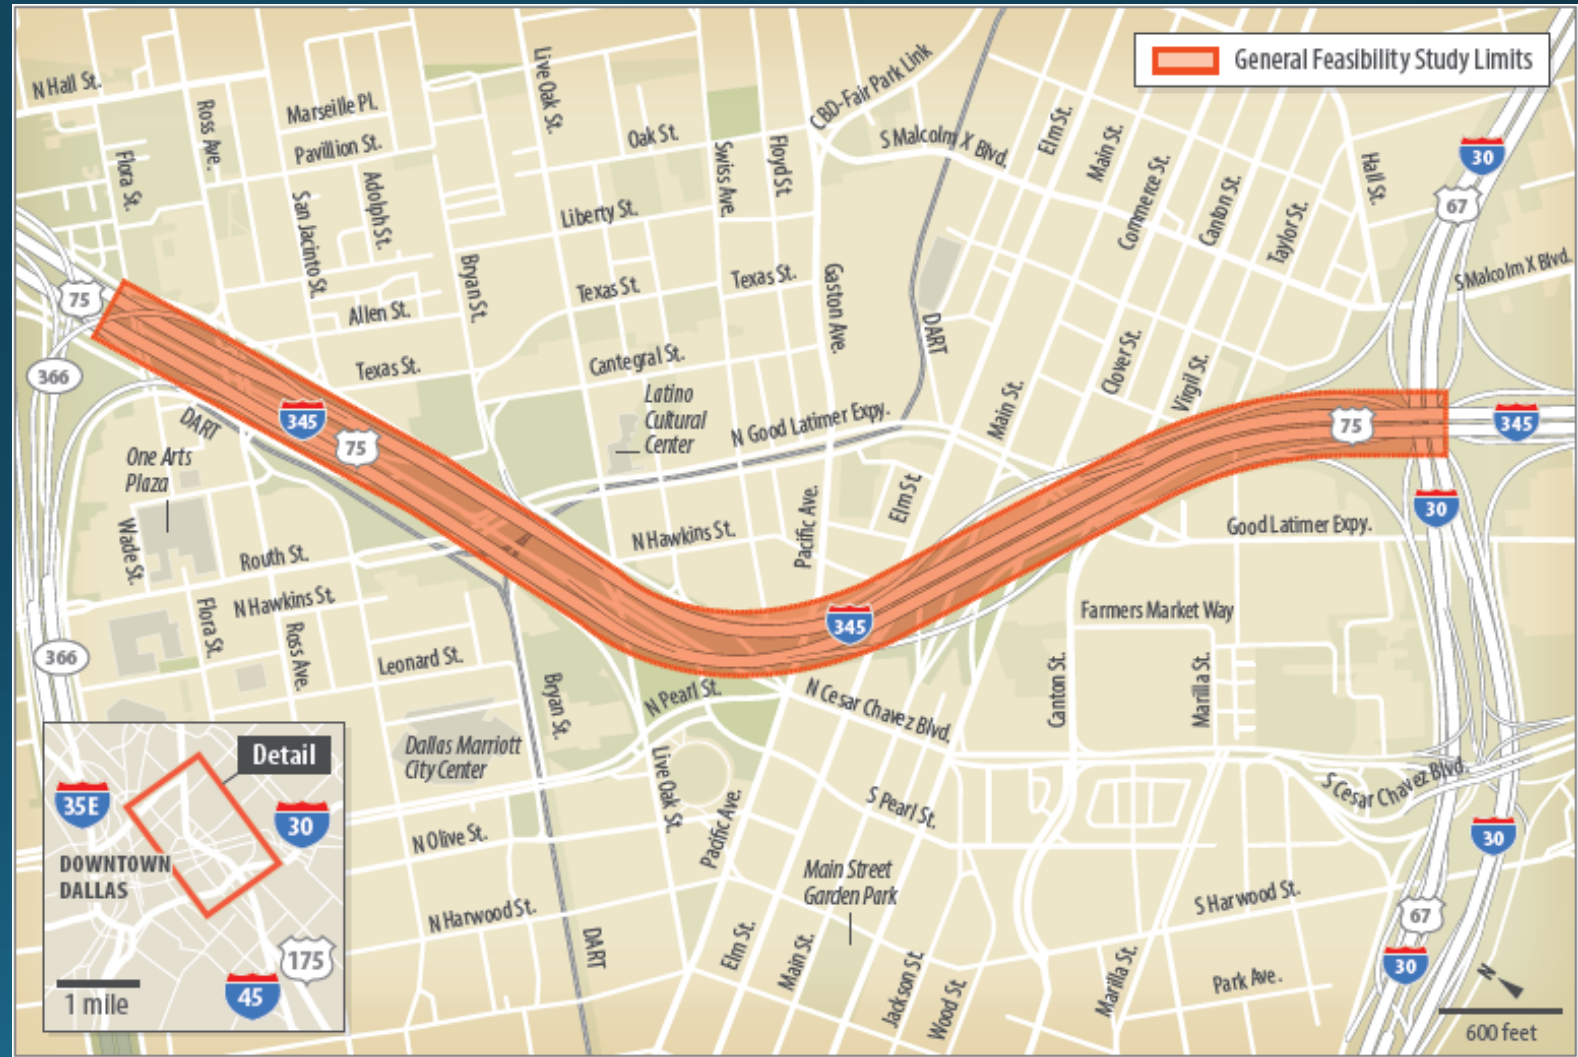 General Feasibility Study Limits
N Hall St.
Ross Ave.
Marseille Pl.
Pavillion St.
Live Oak St.
Oak St.
Swiss Ave.
Floyd St.
CBD-Fair Park Link
S Malcolm X Blvd.
Elm St.
Main St.
Commerce St.
Canton St.
Taylor St.
Hall St.
30
67
S Malcolm X Blvd.
Flora St.
San Jacinto St.
Adolph St.
Liberty St.
Bryan St.
Texas St.
Texas St.
Gaston Ave.
DART
75
366
Allen St.
Texas St.
Cantegral St.
Latino
Cultural
Center
N Good Latimer Expy.
Main St.
Clover St.
Virgil St.
345
75
75
345
DART
One Arts
Plaza
Wade St.
Routh St.
N Hawkins St.
Pacific Ave.
Elm St.
30
Good Latimer Expy.
Flora St.
N Hawkins St.
Ross Ave.
345
Farmers Market Way
366
Leonard St.
Bryan St.
N Pearl St.
N Cesar Chavez Blvd.
Canton St.
Marilla St.
Dallas Marriott
City Center
Live Oak St.
Pacific Ave.
S Pearl St.
S Cesar Chavez Blvd.
30
N Olive St.
Main Street
Garden Park
N Harwood St.
S Harwood St.
67
30
DART
Elm St.
Main St.
Jackson St.
Wood St.
Marilla St.
Park Ave.
N
600 feet
Detail
35E
30
DOWNTOWN
DALLAS
175
45
1 mile